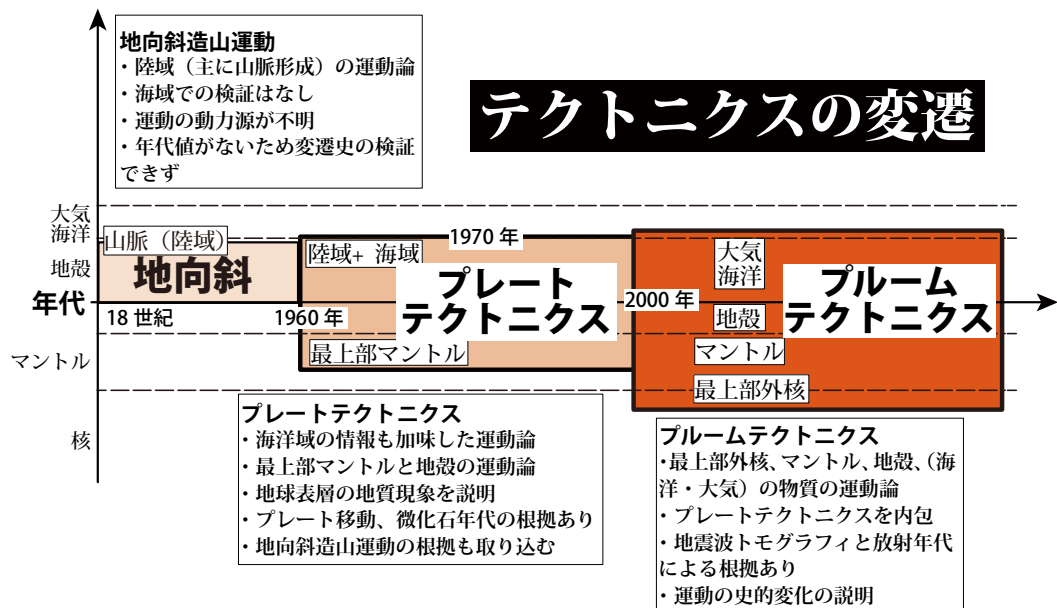 地向斜造山運動
・陸域（主に山脈形成）の運動論
・海域での検証はなし
・運動の動力源が不明
・年代値がないため変遷史の検証
できず
テクトニクスの変遷
大気
海洋
地殻
年代
マントル
核
山脈（陸域）
地向斜
18 世紀
1960 年
陸域+ 海域
1970 年
プレート
テクトニクス
最上部マントル
2000 年
大気
海洋
地殻
マントル
最上部外核
プルーム
テクトニクス
プレートテクトニクス
・海洋域の情報も加味した運動論
・最上部マントルと地殻の運動論
・地球表層の地質現象を説明
・プレート移動、微化石年代の根拠あり
・地向斜造山運動の根拠も取り込む
プルームテクトニクス
・最上部外核、マントル、地殻、（海
洋・大気）の物質の運動論
・プレートテクトニクスを内包
・地震波トモグラフィと放射年代
による根拠あり
・運動の史的変化の説明